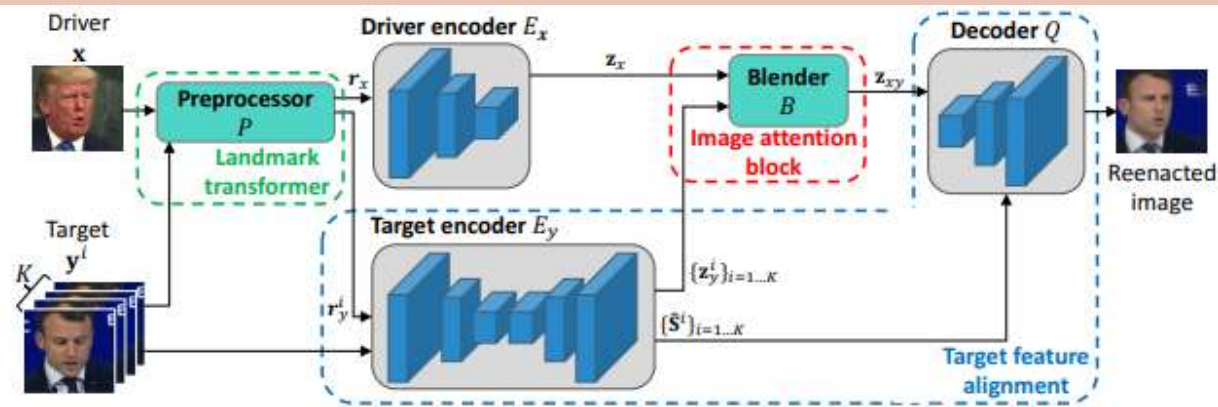 Driver
x
Preprocessor
P
Landmark
transformer
r_x
Driver encoder E_x
z_x
Blender
B
Image attention
block
z_xy
Decoder Q
Reenacted
image
Target
y^i
K
r_y^i
Target encoder E_y
{z_y^i}_{i=1...K}
{Ŝ^i}_{i=1...K}
Target feature
alignment